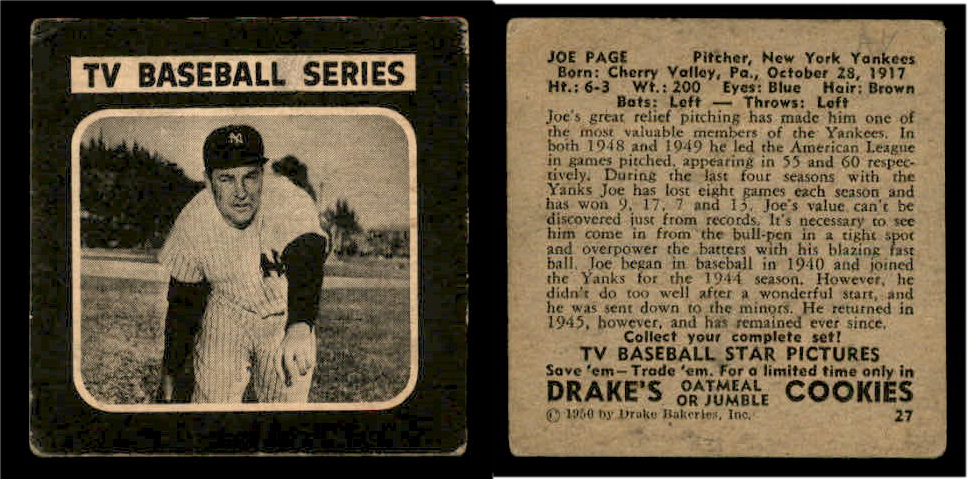 TV BASEBALL SERIES
NY
JOE PAGE Pitcher, New York Yankees
Born: Cherry Valley, Pa., October 28, 1917
Ht.: 6-3 Wt.: 200 Eyes: Blue Hair: Brown
Bats: Left — Throws: Left
Joe's great relief pitching has made him one of
the most valuable members of the Yankees. In
both 1948 and 1949 he led the American League
in games pitched, appearing in 55 and 60 respec-
tively. During the last four seasons with the
Yanks Joe has lost eight games each season and
has won 9, 17, 7 and 13. Joe's value can't be
discovered just from records. It's necessary to see
him come in from the bull-pen in a tight spot
and overpower the batters with his blazing fast
ball. Joe began in baseball in 1940 and joined
the Yanks for the 1944 season. However, he
didn't do too well after a wonderful start, and
he was sent down to the minors. He returned in
1945, however, and has remained ever since.
Collect your complete set!
TV BASEBALL STAR PICTURES
Save 'em—Trade 'em. For a limited time only in
DRAKE'S OATMEAL OR JUMBLE COOKIES
© 1950 by Drake Bakeries, Inc. 27